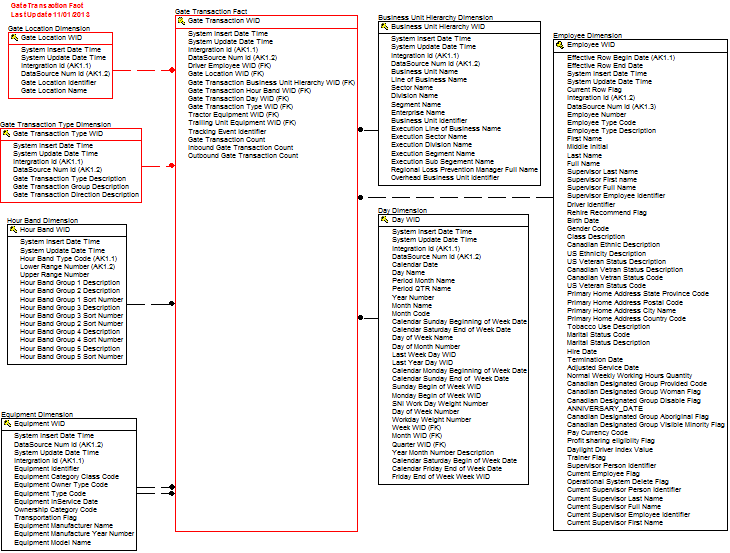 Gate Transaction Fact
Last Update 11/01/2013
Gate Location Dimension
Gate Location WID
System Insert Date Time
System Update Date Time
Intergration Id (AK1.1)
DataSource Num Id (AK1.2)
Gate Location Identifier
Gate Location Name
Gate Transaction Type Dimension
Gate Transaction Type WID
System Insert Date Time
System Update Date Time
Intergration Id (AK1.1)
DataSource Num Id (AK1.2)
Gate Transaction Type Description
Gate Transaction Group Description
Gate Transaction Direction Description
Hour Band Dimension
Hour Band WID
System Insert Date Time
System Update Date Time
Hour Band Type Code (AK1.1)
Lower Range Number (AK1.2)
Upper Range Number
Hour Band Group 1 Description
Hour Band Group 2 Description
Hour Band Group 1 Sort Number
Hour Band Group 3 Description
Hour Band Group 3 Sort Number
Hour Band Group 2 Sort Number
Hour Band Group 4 Description
Hour Band Group 4 Sort Number
Hour Band Group 5 Description
Hour Band Group 5 Sort Number
Equipment Dimension
Equipment WID
System Insert Date Time
DataSource Num Id (AK1.2)
System Update Date Time
Intergration Id (AK1.1)
Equipment Identifier
Equipment Category Class Code
Equipment Owner Type Code
Equipment Type Code
Equipment InService Date
Ownership Category Code
Transportation Flag
Equipment Manufacturer Name
Equipment Manufacture Year Number
Equipment Model Name
Gate Transaction Fact
Gate Transaction WID
System Insert Date Time
System Update Date Time
Intergration Id (AK1.1)
DataSource Num Id (AK1.2)
Driver Employee WID (FK)
Gate Location WID (FK)
Gate Transaction Business Unit Hierarchy WID (FK)
Gate Transaction Hour Band WID (FK)
Gate Transaction Day WID (FK)
Gate Transaction Type WID (FK)
Tractor Equipment WID (FK)
Trailing Unit Equipment WID (FK)
Tracking Event Identifier
Gate Transaction Count
Inbound Gate Transaction Count
Outbound Gate Transaction Count
Business Unit Hierarchy Dimension
Business Unit Hierarchy WID
System Insert Date Time
System Update Date Time
Integration Id (AK1.1)
DataSource Num Id (AK1.2)
Business Unit Name
Line of Business Name
Sector Name
Division Name
Segment Name
Enterprise Name
Business Unit Identifier
Execution Line of Business Name
Execution Sector Name
Execution Division Name
Execution Segment Name
Execution Sub Segement Name
Regional Loss Prevention Manager Full Name
Overhead Business Unit Identifier
Day Dimension
Day WID
System Insert Date Time
System Update Date Time
Integration Id (AK1.1)
DataSource Num Id (AK1.2)
Calendar Date
Day Name
Period Month Name
Period QTR Name
Year Number
Month Name
Month Code
Calendar Sunday Beginning of Week Date
Calendar Saturday End of Week Date
Day of Week Name
Day of Month Number
Last Week Day WID
Last Year Day WID
Calendar Monday Beginning of Week Date
Calendar Sunday End of  Week Date
Sunday Begin of Week WID
Monday Begin of Week WID
SNI Work Day Weight Number
Day of Week Number
Workday Weight Number
Week WID (FK)
Month WID (FK)
Quarter WID (FK)
Year Month Number Description
Calendar Saturday Begin of Week Date
Calendar Friday End of Week Date
Friday End of Week Week WID
Employee Dimension
Employee WID
Effective Row Begin Date (AK1.1)
Effective Row End Date
System Insert Date Time
System Update Date Time
Current Row Flag
Integration Id (AK1.2)
DataSource Num Id (AK1.3)
Employee Number
Employee Type Code
Employee Type Description
First Name
Middle Initial
Last Name
Full Name
Supervisor Last Name
Supervisor First name
Supervisor Full Name
Supervisor Employee Identifier
Driver Identifier
Rehire Recommend Flag
Birth Date
Gender Code
Class Description
Canadian Ethnic Description
US Ethnicity Description
US Veteran Status Description
Canadian Vetran Status Description
Canadian Vetran Status Code
US Veteran Status Code
Primary Home Address State Province Code
Primary Home Address Postal Code
Primary Home Address City Name
Primary Home Address Country Code
Tobacco Use Description
Marital Status Code
Marital Status Description
Hire Date
Termination Date
Adjusted Service Date
Normal Weekly Working Hours Quantity
Canadian Designated Group Provided Code
Canadian Designated Group Woman Flag
Canadian Designated Group Disable Flag
ANNIVERSARY_DATE
Canadian Designated Group Aboriginal Flag
Canadian Designated Group Visible Minority Flag
Pay Currency Code
Profit sharing eligiblity Flag
Daylight Driver Index Value
Trainer Flag
Supervisor Person Identifier
Current Employee Flag
Operational System Delete Flag
Current Supervisor Person Identifier
Current Supervisor Last Name
Current Supervisor Full Name
Current Supervisor Employee Identifier
Current Supervisor First Name